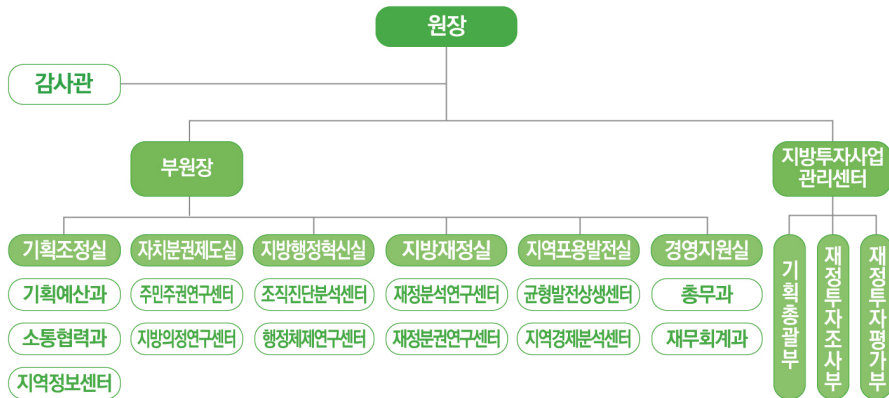 원장
감사관
부원장
지방투자사업
관리센터
기획조정실
자치분권제도실
지방행정혁신실
지방재정실
지역포용발전실
경영지원실
기획예산과
주민주권연구센터
조직진단분석센터
재정분석연구센터
균형발전상생센터
총무과
소통협력과
지방의정연구센터
행정체제연구센터
재정분권연구센터
지역경제분석센터
재무회계과
지역정보센터
기획총괄부
재정투자조사부
재정투자평가부